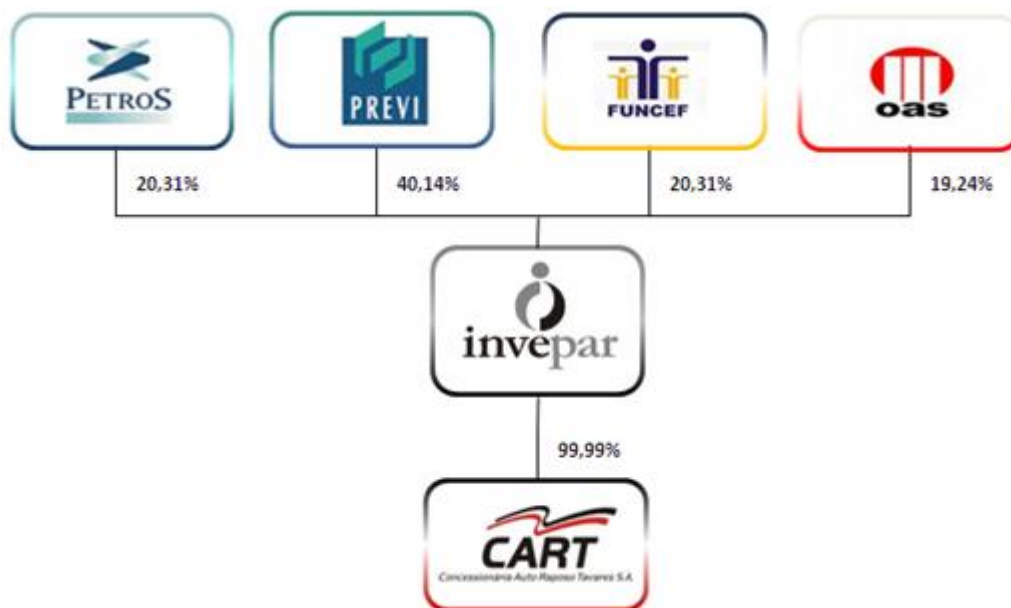 PETROS
PREVI
FUNCEF
oas
20,31%
40,14%
20,31%
19,24%
invepar
99,99%
CART
Concessionária Auto Raposo Tavares S.A.